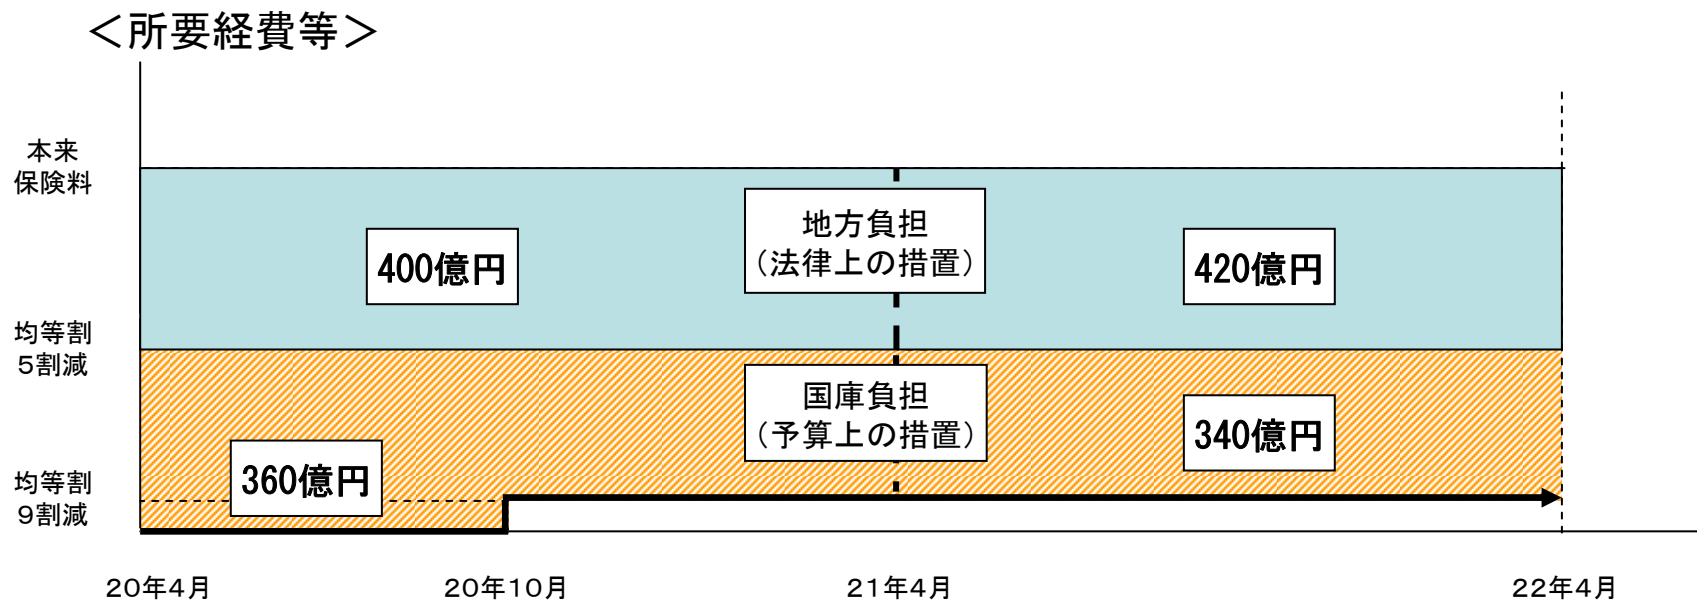 ＜所要経費等＞
本来
保険料
地方負担
（法律上の措置）
400億円
420億円
均等割
5割減
国庫負担
（予算上の措置）
340億円
360億円
均等割
9割減
20年4月
20年10月
21年4月
22年4月